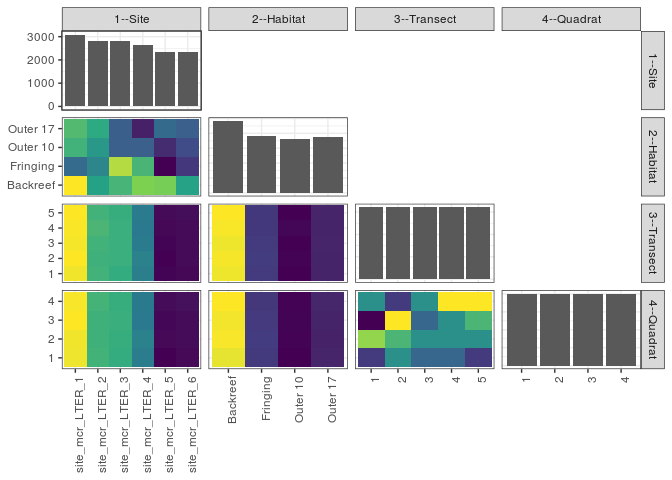 1--Site 2--Habitat 3--Transect 4--Quadrat
3000
2000
1000
0
1--Site
Outer 17
Outer 10
Fringing
Backreef
2--Habitat
5
4
3
2
1
3--Transect
4
3
2
1
4--Quadrat
site_mcr_LTER_1
site_mcr_LTER_2
site_mcr_LTER_3
site_mcr_LTER_4
site_mcr_LTER_5
site_mcr_LTER_6
Backreef
Fringing
Outer 10
Outer 17
1
2
3
4
5
1
2
3
4